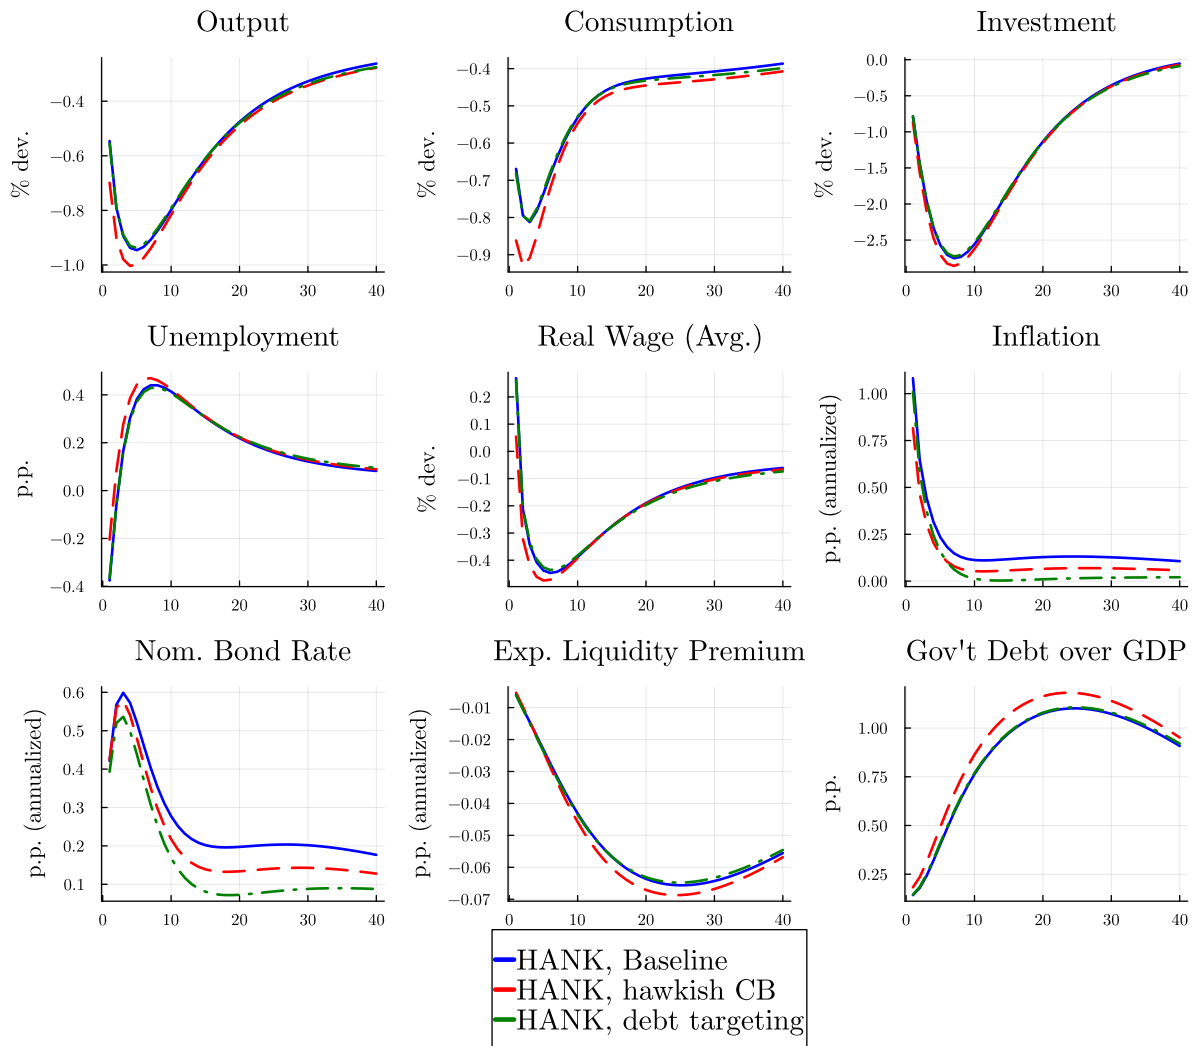 Output
Consumption
Investment
% dev.
−0.4
−0.6
−0.8
−1.0
0 10 20 30 40
% dev.
−0.4
−0.5
−0.6
−0.7
−0.8
−0.9
0 10 20 30 40
% dev.
0.0
−0.5
−1.0
−1.5
−2.0
−2.5
0 10 20 30 40
Unemployment
Real Wage (Avg.)
Inflation
p.p.
0.4
0.2
0.0
−0.2
−0.4
0 10 20 30 40
% dev.
0.2
0.1
0.0
−0.1
−0.2
−0.3
−0.4
0 10 20 30 40
p.p. (annualized)
1.00
0.75
0.50
0.25
0.00
0 10 20 30 40
Nom. Bond Rate
Exp. Liquidity Premium
Gov't Debt over GDP
p.p. (annualized)
0.6
0.5
0.4
0.3
0.2
0.1
0 10 20 30 40
p.p. (annualized)
−0.01
−0.02
−0.03
−0.04
−0.05
−0.06
−0.07
0 10 20 30 40
p.p.
1.00
0.75
0.50
0.25
0 10 20 30 40
HANK, Baseline
HANK, hawkish CB
HANK, debt targeting